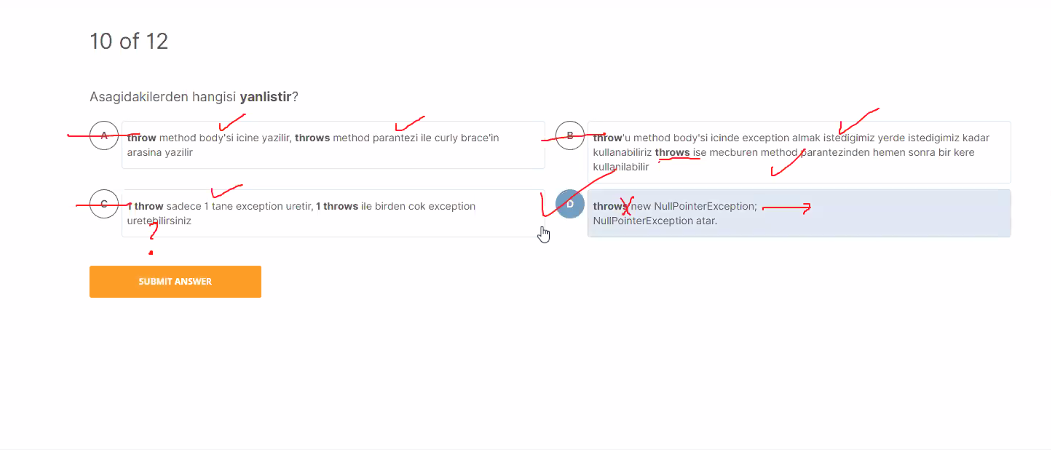 10 of 12
Asagidakilerden hangisi yanlistir?
A
throw method body'si icine yazilir, throws method parantezi ile curly brace'in
arasina yazilir
B
throw'u method body'si icinde exception almak istedigimiz yerde istedigimiz kadar
kullanabiliriz throws ise mecburen method parantezinden hemen sonra bir kere
kullanilabilir
C
1 throw sadece 1 tane exception uretir, 1 throws ile birden cok exception
uretebilirsiniz
D
throws new NullPointerException;
NullPointerException atar.
?
SUBMIT ANSWER